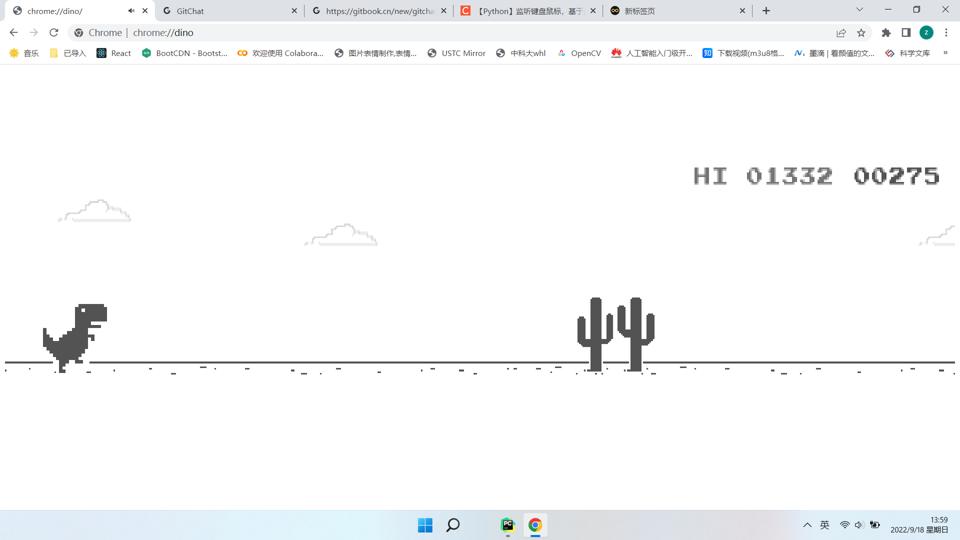 chrome://dino/
GitChat
https://gitbook.cn/new/gitcha
【Python】监听键盘鼠标，基于
新标签页
Chrome | chrome://dino
z
音乐
已导入
React
BootCDN - Bootst...
欢迎使用 Colabora...
图片表情制作,表情...
USTC Mirror
中科大whl
OpenCV
人工智能入门极开...
下载视频(m3u8格...
墨滴 | 看颜值的文...
科学文库
»
HI 01332 00275
PC
英
13:59
2022/9/18 星期日